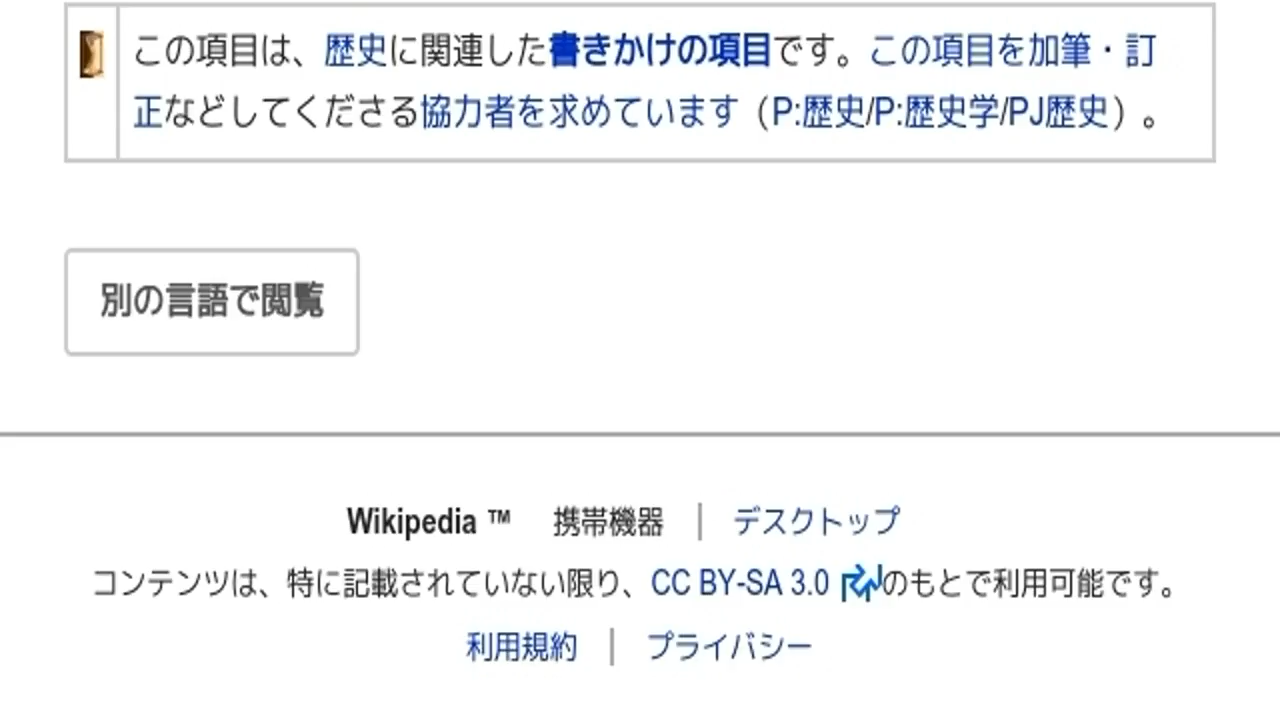 この項目は、歴史に関連した書きかけの項目です。この項目を加筆・訂
正などしてくださる協力者を求めています（P:歴史/P:歴史学/PJ歴史）。
別の言語で閲覧
Wikipedia ™ 携帯機器 | デスクトップ
コンテンツは、特に記載されていない限り、CC BY-SA 3.0 のもとで利用可能です。
利用規約 | プライバシー